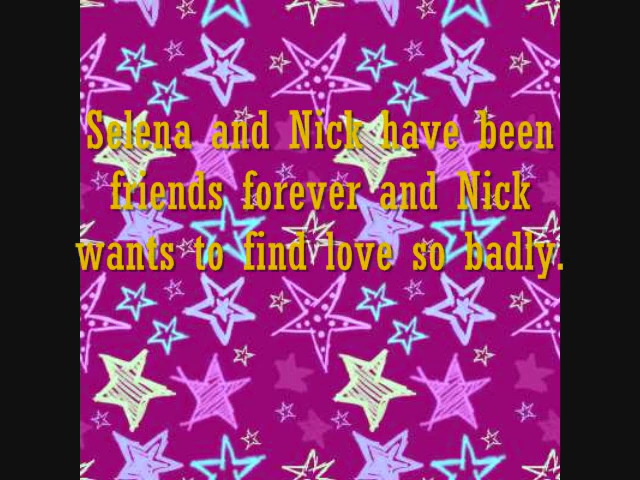 Selena and Nick have been
friends forever and Nick
wants to find love so badly.